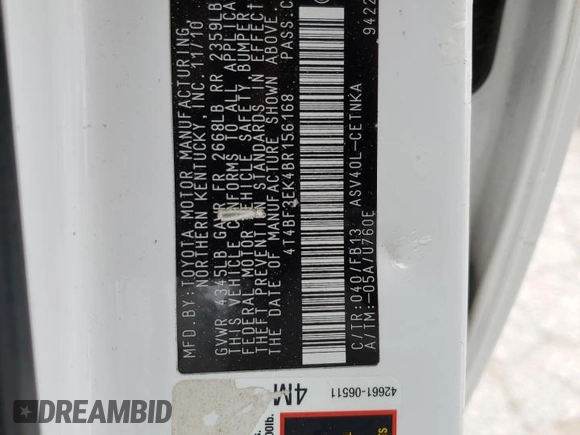 MFD.BY:TOYOTA MOTOR MANUFACTURING
NORTHERN KENTUCKY, INC. 11/10
GVWR 4345LB GAWR FR 2668LB RR 2359LB
THIS VEHICLE CONFORMS TO ALL
FEDERAL MOTOR VEHICLE SAFETY BUMPER
THEFT PREVENTION STANDARDS IN EFFECT
THE DATE OF MANUFACTURE SHOWN ABOVE
4T4BF3EK4BR156168 PASS.C
C/TR:040/FB13 ASV40L-CETNKA
A/TM:-05A/U760E
9422
4M
42661-06511
DREAMBID